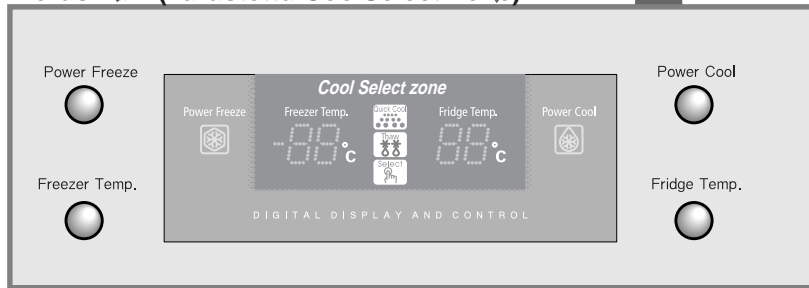 Power Freeze
Power Cool
Cool Select zone
Power Freeze
Freezer Temp.
Quick Cool
Fridge Temp.
Power Cool
-88°c
Thaw
88°c
Select
Freezer Temp.
Fridge Temp.
DIGITAL DISPLAY AND CONTROL